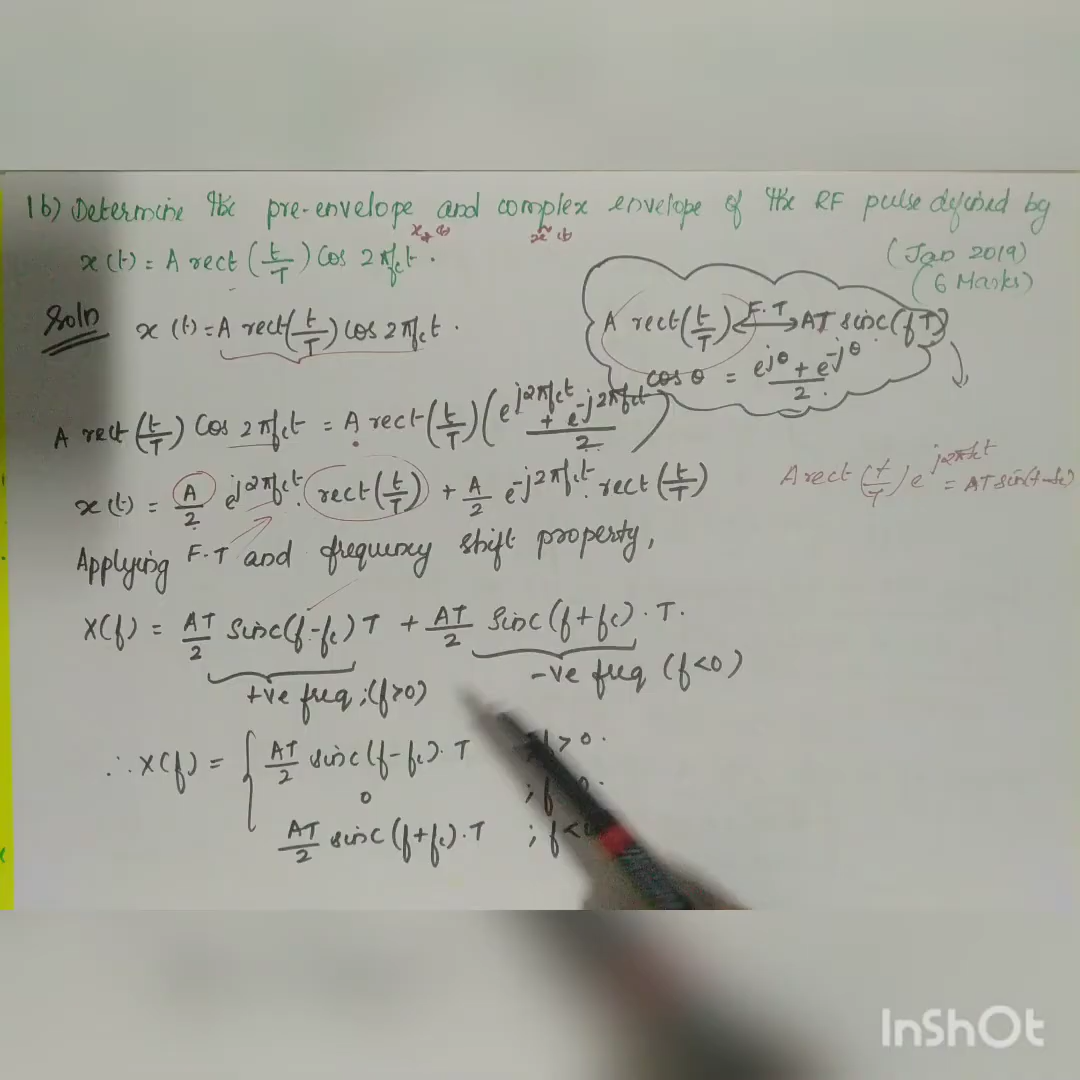 1b) Determine the pre-envelope and complex envelope of the RF pulse defined by
x₊(t) x̃(t)
x(t) = A rect(t/T) Cos 2πfct.
(Jan 2019)
(6 Marks)
Soln x(t) = A rect(t/T) cos 2πfct.
A rect(t/T) F.T ⟷ AT sinc(fT)
cos θ = (e^jθ + e^-jθ)/2.
A rect(t/T) Cos 2πfct = A rect(t/T) ((e^j2πfct + e^-j2πfct)/2)
x(t) = A/2 e^j2πfct. rect(t/T) + A/2 e^-j2πfct. rect(t/T)
A rect(t/T) e^j2πfct = AT sin(f-fc)
Applying F.T and frequency shift property,
X(f) = AT/2 Sinc(f-fc)T + AT/2 Sinc(f+fc).T.
+ve freq ;(f>0) -ve freq (f<0)
∴ X(f) = { AT/2 sinc(f-fc).T f>0.
0 ; f
AT/2 sinc(f+fc).T ; f<
InShOt